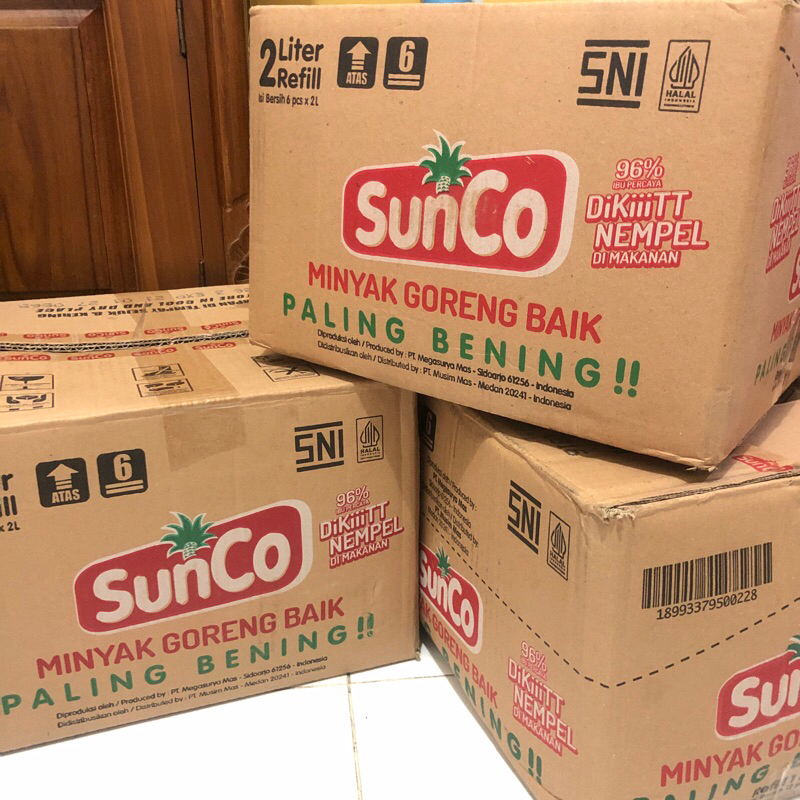 2 Liter
Refill
Isi Bersih 6 pcs x 2L
ATAS
6
SNI
HALAL
INDONESIA
SunCo
96%
IBU PERCAYA
DiKiiiTT
NEMPEL
DI MAKANAN
MINYAK GORENG BAIK
PALING BENING!!
Diproduksi oleh / Produced by : PT. Megasurya Mas - Sidoarjo 61256 - Indonesia
Didistribusikan oleh / Distributed by : PT. Musim Mas - Medan 20241 - Indonesia
ATAS
6
SNI
HALAL
x 2L
SunCo
96%
IBU PERCAYA
DiKiiiTT
NEMPEL
DI MAKANAN
MINYAK GORENG BAIK
PALING BENING!!
Diproduksi oleh / Produced by : PT. Megasurya Mas - Sidoarjo 61256 - Indonesia
Didistribusikan oleh / Distributed by : PT. Musim Mas - Medan 20241 - Indonesia
SNI
18993379500228
SunCo
96%
DiKiiiTT
NEMPEL
DI MAKANAN
GORENG BAIK
MINYAK
PALING